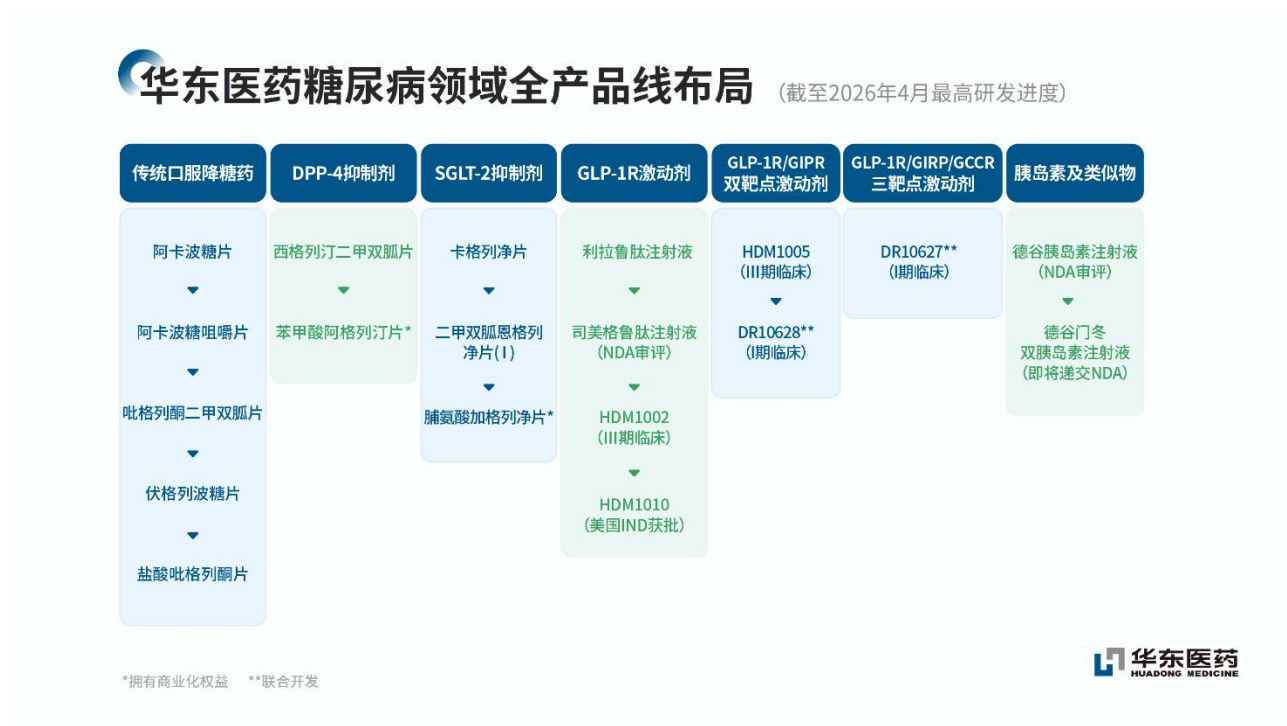 华东医药糖尿病领域全产品线布局 （截至2026年4月最高研发进度）
传统口服降糖药
阿卡波糖片
阿卡波糖咀嚼片
吡格列酮二甲双胍片
伏格列波糖片
盐酸吡格列酮片
DPP-4抑制剂
西格列汀二甲双胍片
苯甲酸阿格列汀片*
SGLT-2抑制剂
卡格列净片
二甲双胍恩格列
净片(I)
脯氨酸加格列净片*
GLP-1R激动剂
利拉鲁肽注射液
司美格鲁肽注射液
（NDA审评）
HDM1002
（III期临床）
HDM1010
（美国IND获批）
GLP-1R/GIPR
双靶点激动剂
HDM1005
（III期临床）
DR10628**
（I期临床）
GLP-1R/GIRP/GCCR
三靶点激动剂
DR10627**
（I期临床）
胰岛素及类似物
德谷胰岛素注射液
（NDA审评）
德谷门冬
双胰岛素注射液
（即将递交NDA）
*拥有商业化权益 **联合开发
华东医药
HUADONG MEDICINE